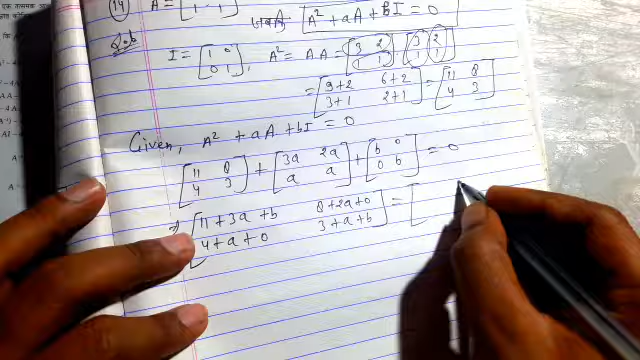 14 A = [ 1 1 ]
जबकि A² + aA + bI = 0
Sol
I = [1 0; 0 1], A² = AA = [3 2; 1 1] [3 2; 1 1]
= [9+2 6+2; 3+1 2+1] = [11 8; 4 3]
Given, A² + aA + bI = 0
[11 8; 4 3] + [3a 2a; a a] + [b 0; 0 b] = 0
⇒ [11+3a+b 8+2a+0; 4+a+0 3+a+b] = [